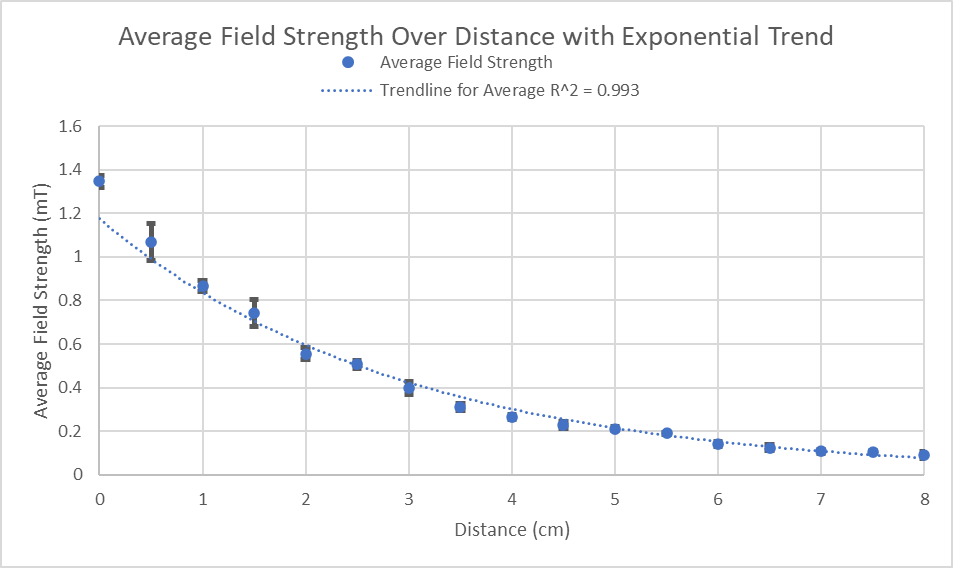 Average Field Strength Over Distance with Exponential Trend
Average Field Strength
Trendline for Average R^2 = 0.993
Average Field Strength (mT)
1.6
1.4
1.2
1
0.8
0.6
0.4
0.2
0
0 1 2 3 4 5 6 7 8
Distance (cm)